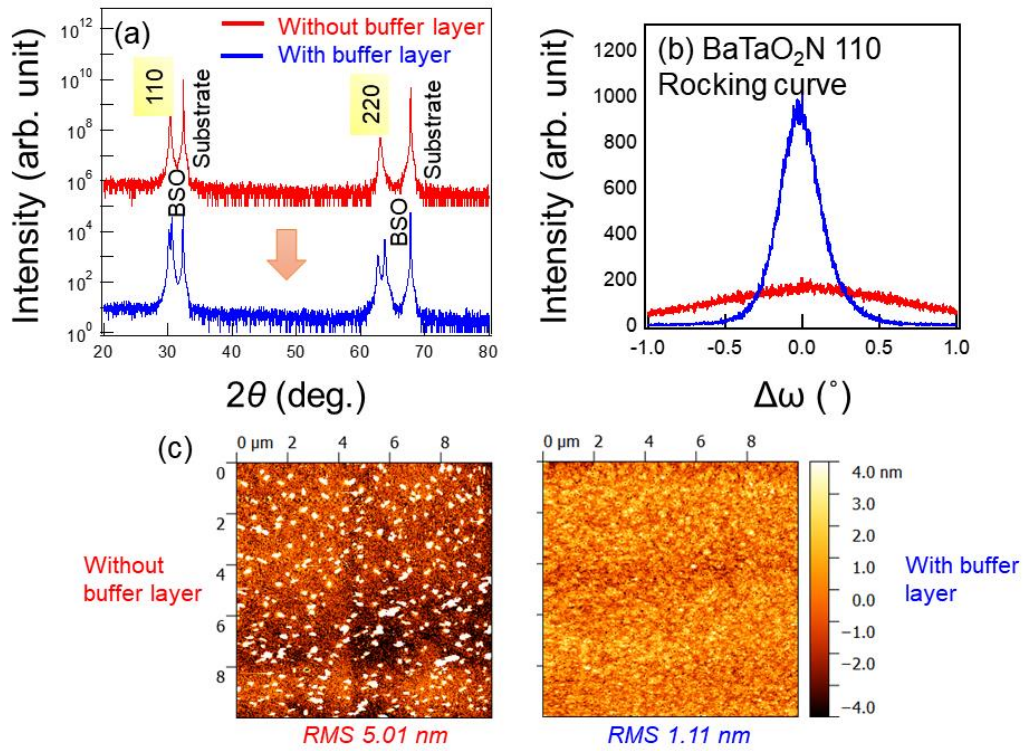 (a)
Without buffer layer
With buffer layer
Intensity (arb. unit)
10¹²
10¹⁰
10⁸
10⁶
10⁴
10²
10⁰
110
Substrate
BSO
220
Substrate
BSO
20 30 40 50 60 70 80
2θ (deg.)
(b) BaTaO₂N 110
Rocking curve
Intensity (arb. unit)
1200
1000
800
600
400
200
0
-1.0 -0.5 0.0 0.5 1.0
Δω (˚)
(c)
0 µm 2 4 6 8
0
2
4
6
8
Without
buffer layer
RMS 5.01 nm
0 µm 2 4 6 8
4.0 nm
2.0
1.0
0.0
−1.0
−2.0
−4.0
With buffer
layer
RMS 1.11 nm